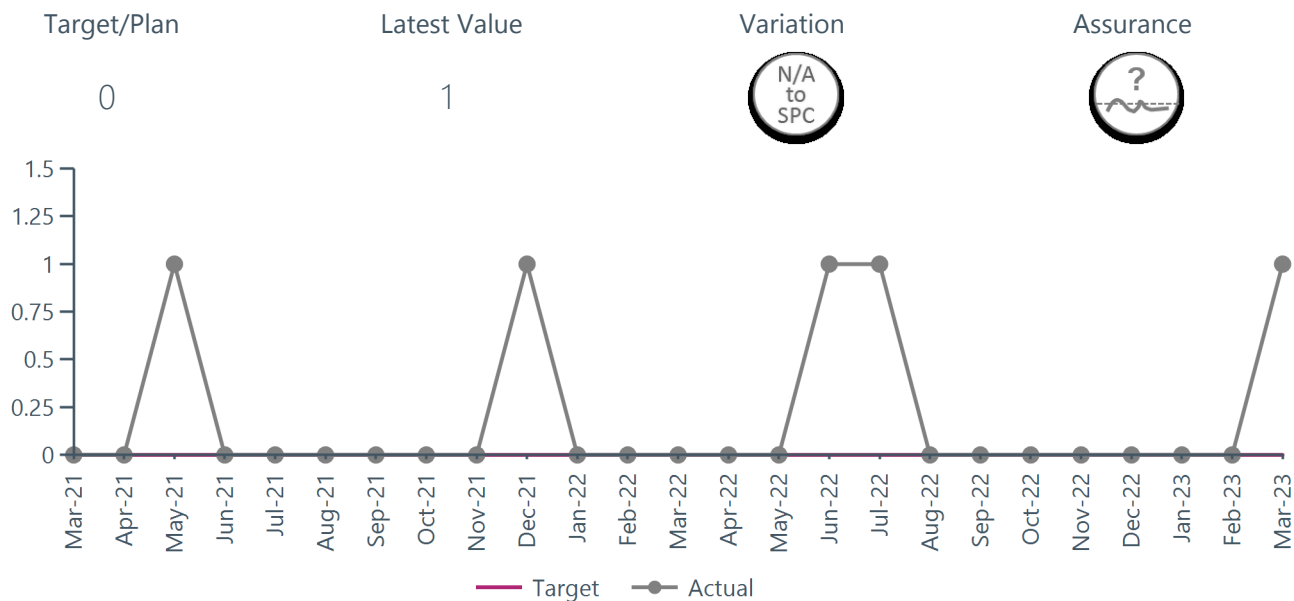 Target/Plan
Latest Value
Variation
Assurance
0
1
N/A
to
SPC
?
1.5
1.25
1
0.75
0.5
0.25
0
Mar-21
Apr-21
May-21
Jun-21
Jul-21
Aug-21
Sep-21
Oct-21
Nov-21
Dec-21
Jan-22
Feb-22
Mar-22
Apr-22
May-22
Jun-22
Jul-22
Aug-22
Sep-22
Oct-22
Nov-22
Dec-22
Jan-23
Feb-23
Mar-23
Target
Actual